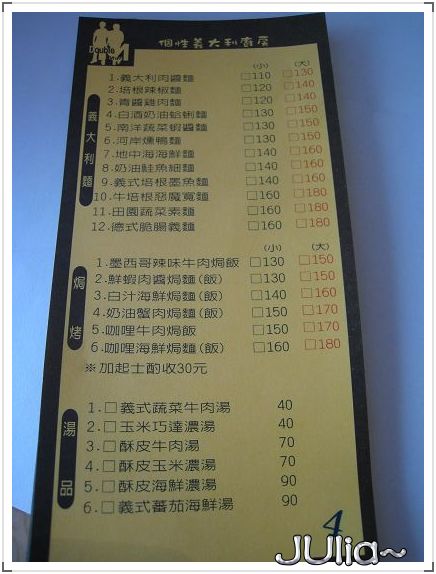 Double
個性義大利廚房
(小) (大)
義大利麵
1.義大利肉醬麵 □110 □130
2.培根辣椒麵 □120 □140
3.青醬雞肉麵 □120 □140
4.白酒奶油蛤蜊麵 □130 □150
5.南洋蔬菜蝦醬麵 □130 □150
6.河岸燻鴨麵 □130 □150
7.地中海海鮮麵 □140 □160
8.奶油鮭魚細麵 □140 □160
9.義式培根墨魚麵 □140 □160
10.牛培根惡魔寬麵 □160 □180
11.田園蔬菜素麵 □160 □180
12.德式脆腸義麵 □160 □180
(小) (大)
焗烤
1.墨西哥辣味牛肉焗飯 □130 □150
2.鮮蝦肉醬焗麵(飯) □130 □150
3.白汁海鮮焗麵(飯) □140 □160
4.奶油蟹肉焗麵(飯) □150 □170
5.咖哩牛肉焗飯 □150 □170
6.咖哩海鮮焗麵(飯) □160 □180
※加起士酌收30元
湯品
1.□義式蔬菜牛肉湯 40
2.□玉米巧達濃湯 40
3.□酥皮牛肉湯 70
4.□酥皮玉米濃湯 70
5.□酥皮海鮮濃湯 90
6.□義式蕃茄海鮮湯 90
4
JUlia~